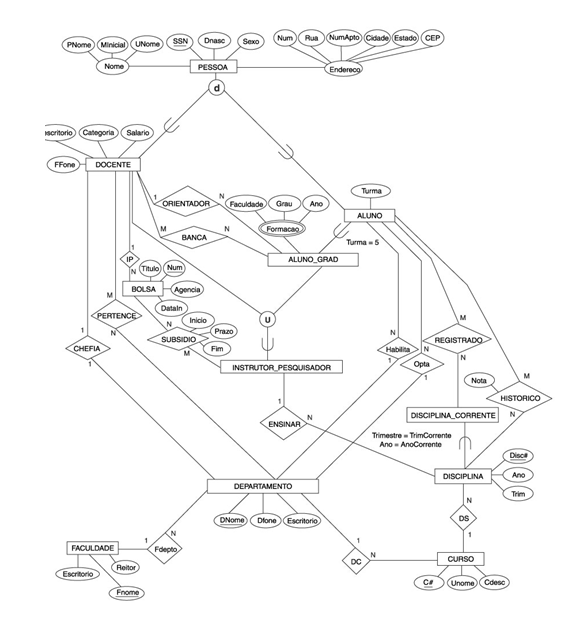 PNome MInicial UNome SSN Dnasc Sexo Num Rua NumApto Cidade Estado CEP
Nome PESSOA Endereco
d
escritorio Categoria Salario
FFone DOCENTE
Turma
ALUNO
1 ORIENTADOR N Faculdade Grau Ano
Formacao
M BANCA N
Turma = 5
ALUNO_GRAD
1
IP
N
Titulo Num
BOLSA Agencia
DataIn
M
PERTENCE
N
N
SUBSIDIO
M
Inicio
Prazo
Fim
U
1
CHEFIA
1
INSTRUTOR_PESQUISADOR
N
Habilita
1
N
Opta
1
M
REGISTRADO
N
M
Nota
HISTORICO
N
DISCIPLINA_CORRENTE
1
ENSINAR N
Trimestre = TrimCorrente
Ano = AnoCorrente
DISCIPLINA
Disc#
Ano
Trim
DEPARTAMENTO
DNome Dfone Escritorio
N
DS
1
FACULDADE 1 N
Fdepto
Escritorio Reitor
Fnome
1
DC N CURSO
C# Unome Cdesc